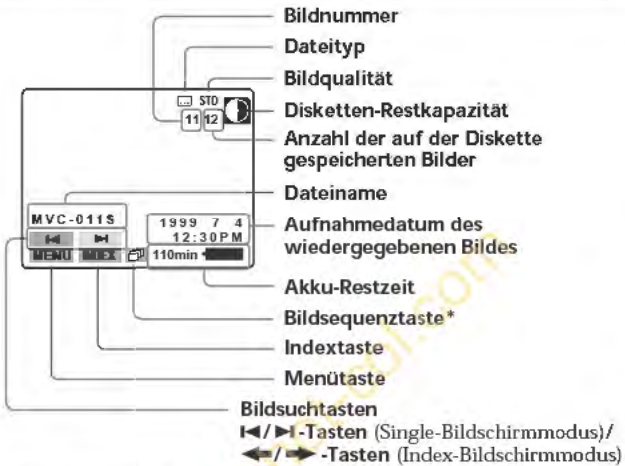 Bildnummer
Dateityp
Bildqualität
STD
Disketten-Restkapazität
11 12
Anzahl der auf der Diskette
gespeicherten Bilder
Dateiname
MVC-011S
Aufnahmedatum des
wiedergegebenen Bildes
1999 7 4
12:30PM
MENU INDEX 110min
Akku-Restzeit
Bildsequenztaste*
Indextaste
Menütaste
Bildsuchtasten
I◄/►I-Tasten (Single-Bildschirmmodus)/
←/→-Tasten (Index-Bildschirmmodus)